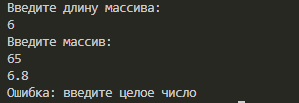 Введите длину массива:
6
Введите массив:
65
6.8
Ошибка: введите целое число